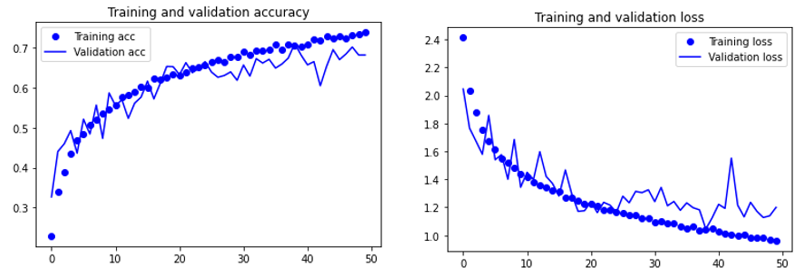 Training and validation accuracy
Training acc
Validation acc
0.7
0.6
0.5
0.4
0.3
0 10 20 30 40 50
Training and validation loss
Training loss
Validation loss
2.4
2.2
2.0
1.8
1.6
1.4
1.2
1.0
0 10 20 30 40 50